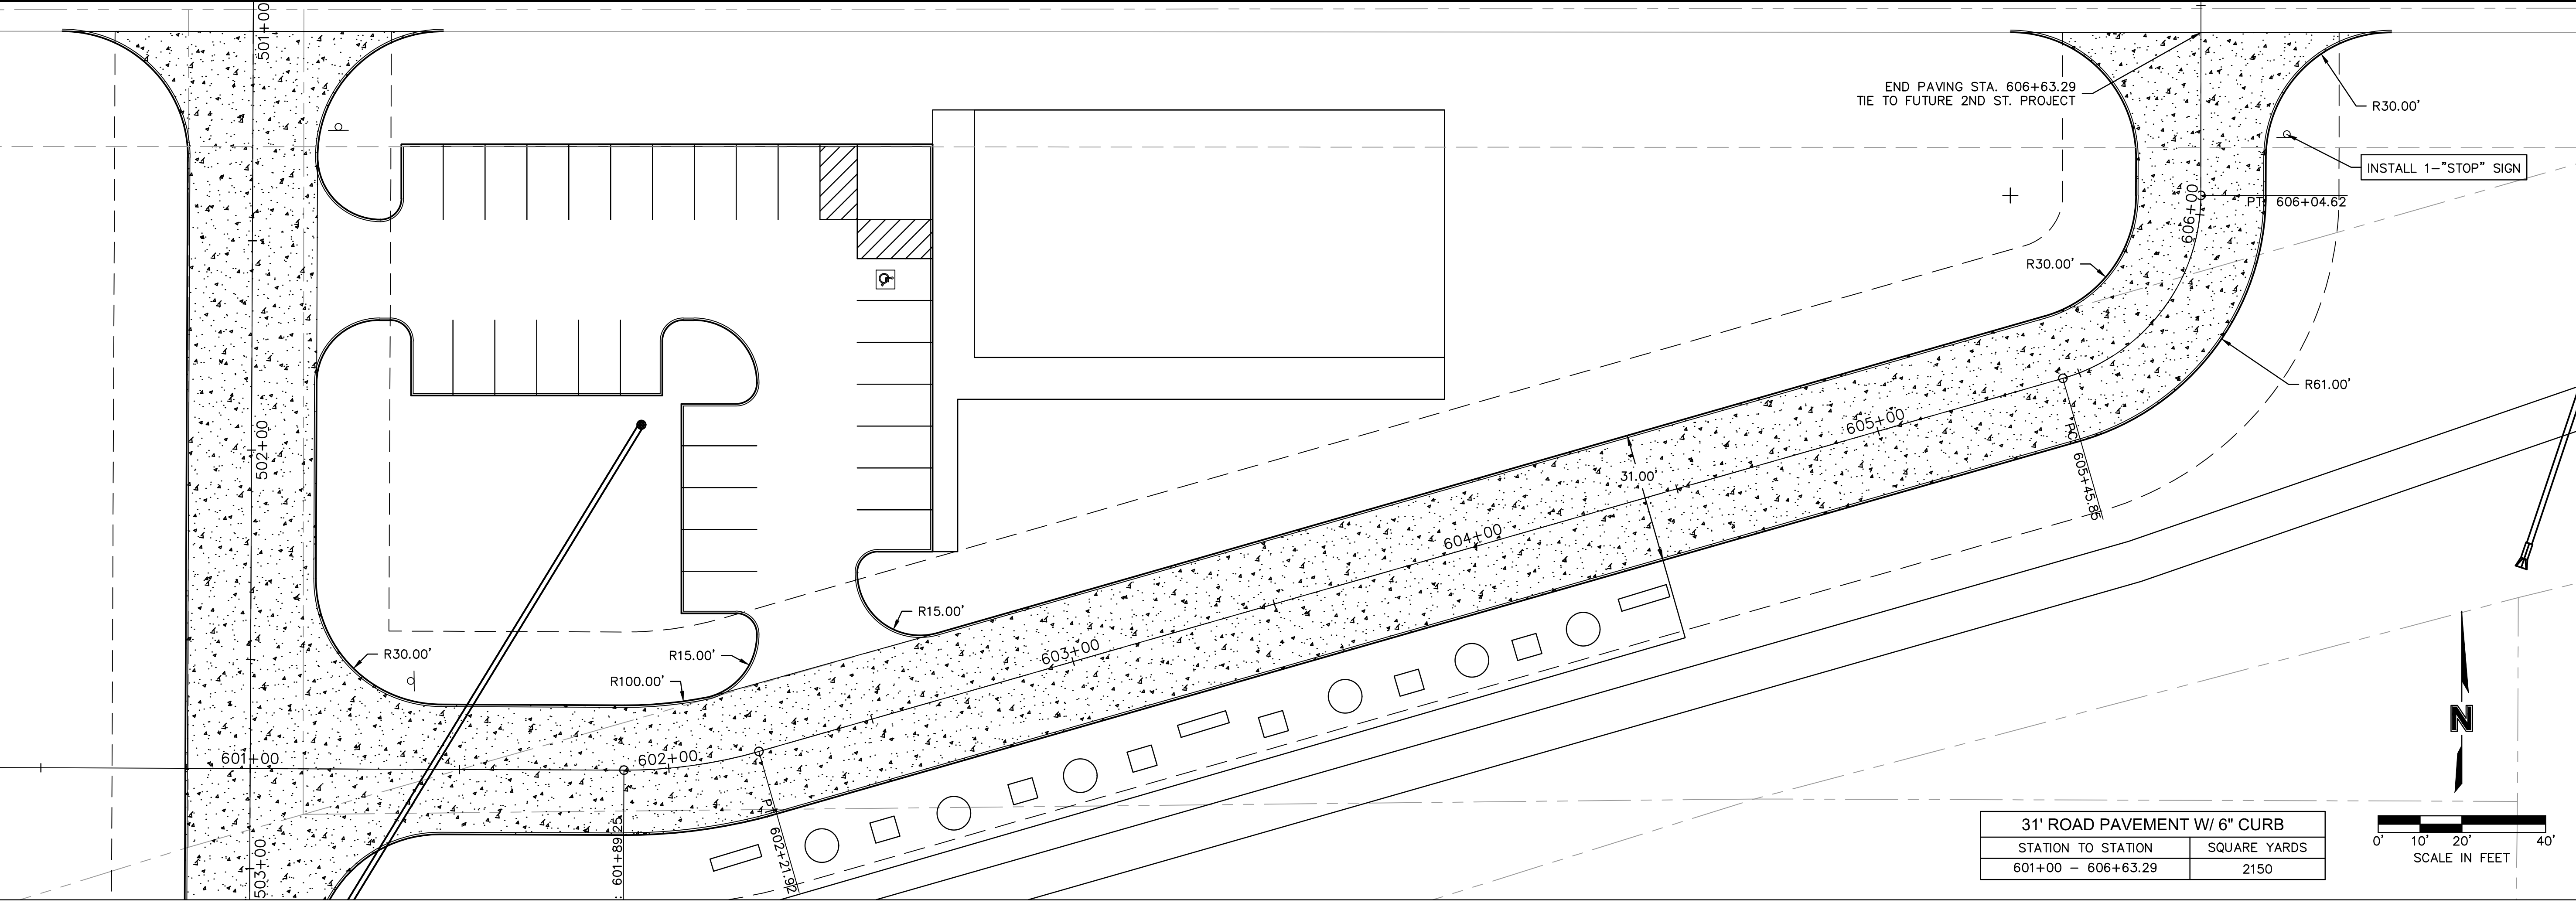 501+00
END PAVING STA. 606+63.29
TIE TO FUTURE 2ND ST. PROJECT
R30.00'
INSTALL 1-"STOP" SIGN
606+00
PT: 606+04.62
R30.00'
R61.00'
605+00
PC: 605+45.85
502+00
31.00'
604+00
R15.00'
603+00
R30.00'
R15.00'
R100.00'
601+00
602+00
: 601+89.25
PT: 602+21.92
503+00
N
31' ROAD PAVEMENT W/ 6" CURB
STATION TO STATION SQUARE YARDS
601+00 - 606+63.29 2150
0' 10' 20' 40'
SCALE IN FEET